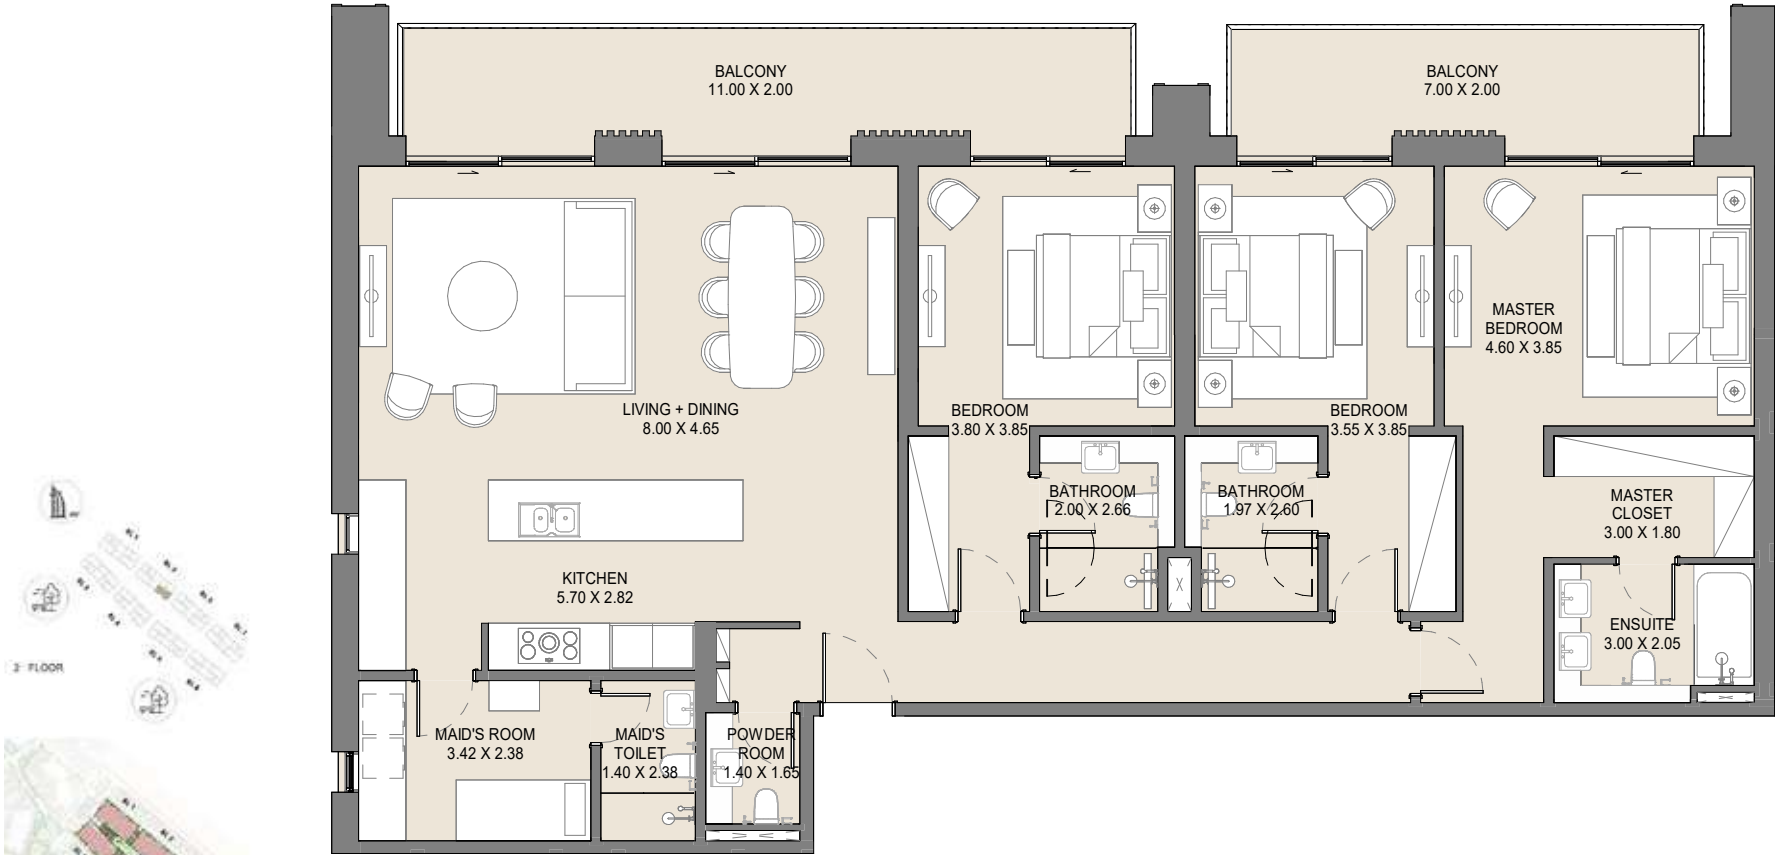 BALCONY
11.00 X 2.00
BALCONY
7.00 X 2.00
MASTER
BEDROOM
4.60 X 3.85
LIVING + DINING
8.00 X 4.65
BEDROOM
3.80 X 3.85
BEDROOM
3.55 X 3.85
BATHROOM
2.00 X 2.66
BATHROOM
1.97 X 2.60
MASTER
CLOSET
3.00 X 1.80
KITCHEN
5.70 X 2.82
ENSUITE
3.00 X 2.05
MAID'S ROOM
3.42 X 2.38
MAID'S
TOILET
1.40 X 2.38
POWDER
ROOM
1.40 X 1.65
FLOOR